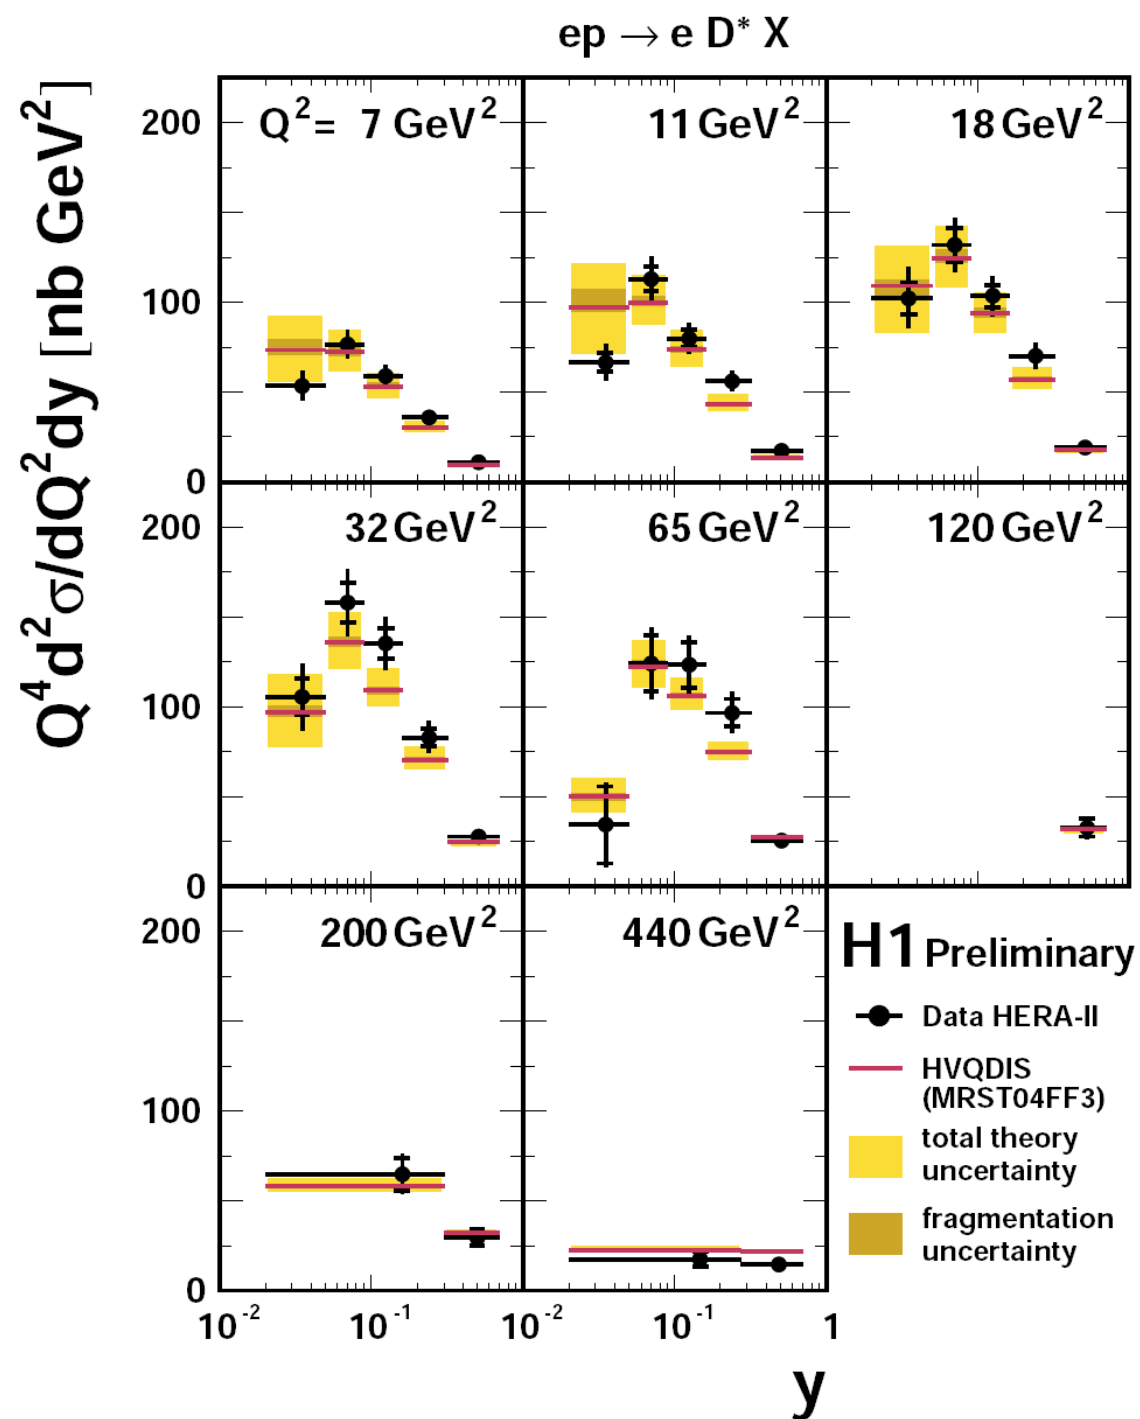 ep → e D* X
Q⁴ d²σ/dQ²dy [nb GeV²]
Q² = 7 GeV²
11 GeV²
18 GeV²
200
100
0
32 GeV²
65 GeV²
120 GeV²
200
100
0
200 GeV²
440 GeV²
200
100
0
H1 Preliminary
Data HERA-II
HVQDIS
(MRST04FF3)
total theory
uncertainty
fragmentation
uncertainty
10⁻² 10⁻¹ 10⁻² 10⁻¹ 1
y